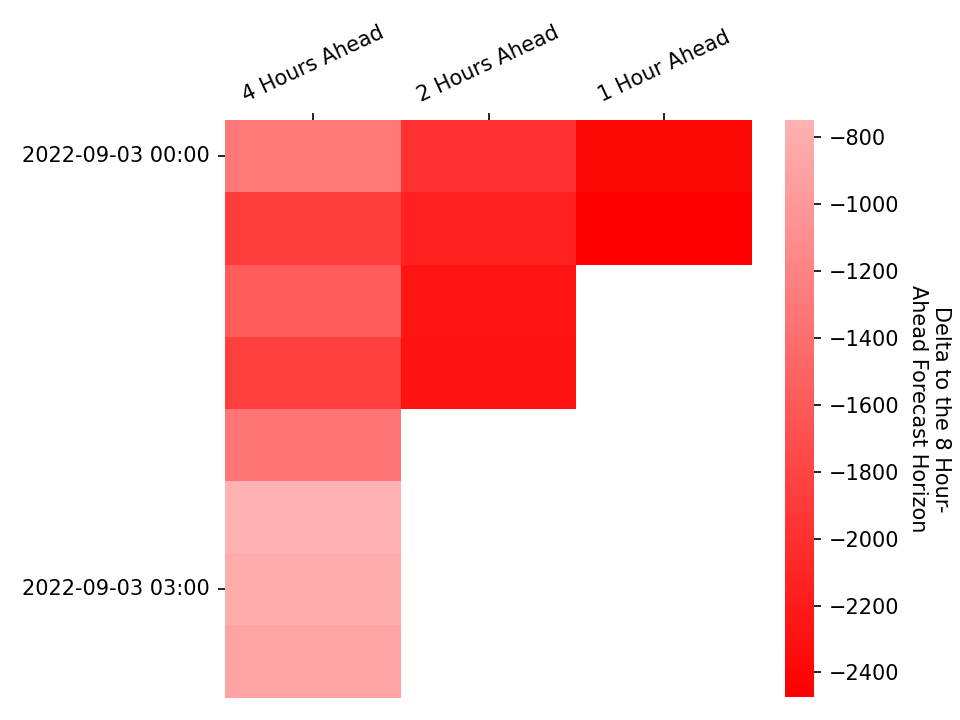 4 Hours Ahead
2 Hours Ahead
1 Hour Ahead
2022-09-03 00:00
2022-09-03 03:00
−800
−1000
−1200
−1400
−1600
−1800
−2000
−2200
−2400
Delta to the 8 Hour-
Ahead Forecast Horizon